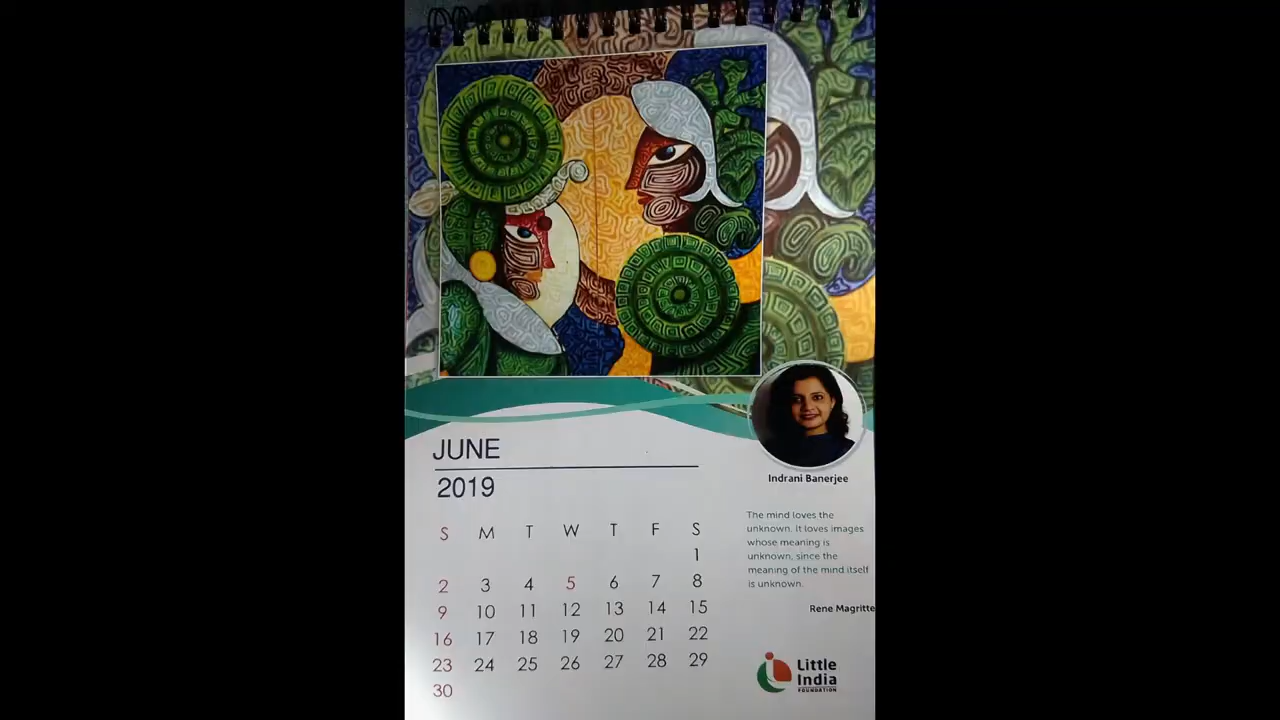 JUNE
2019
S M T W T F S
1
2 3 4 5 6 7 8
9 10 11 12 13 14 15
16 17 18 19 20 21 22
23 24 25 26 27 28 29
30
Indrani Banerjee
The mind loves the
unknown. It loves images
whose meaning is
unknown, since the
meaning of the mind itself
is unknown.
Rene Magritte
Little
India
FOUNDATION